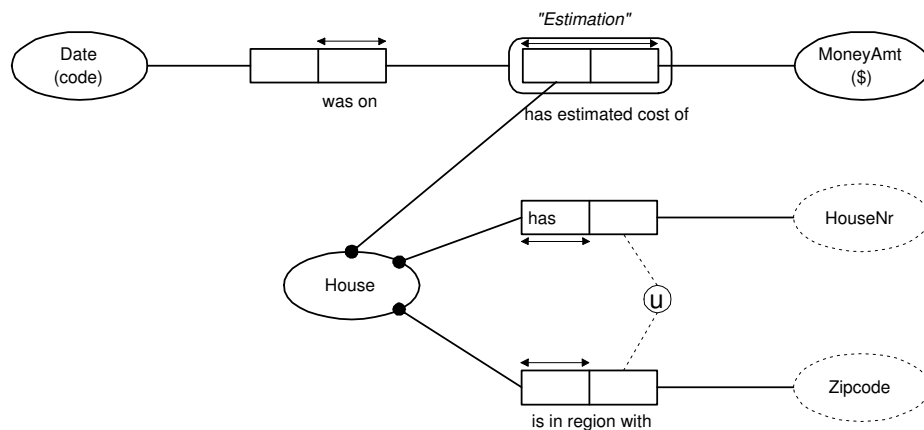 "Estimation"
Date
(code)
MoneyAmt
($)
was on
has estimated cost of
has
HouseNr
House
u
Zipcode
is in region with